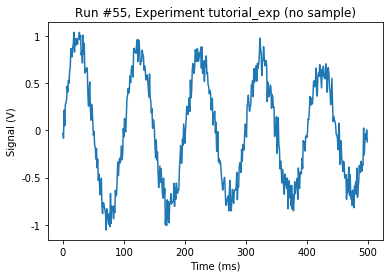 Run #55, Experiment tutorial_exp (no sample)
1
0.5
0
-0.5
-1
Signal (V)
0 100 200 300 400 500
Time (ms)